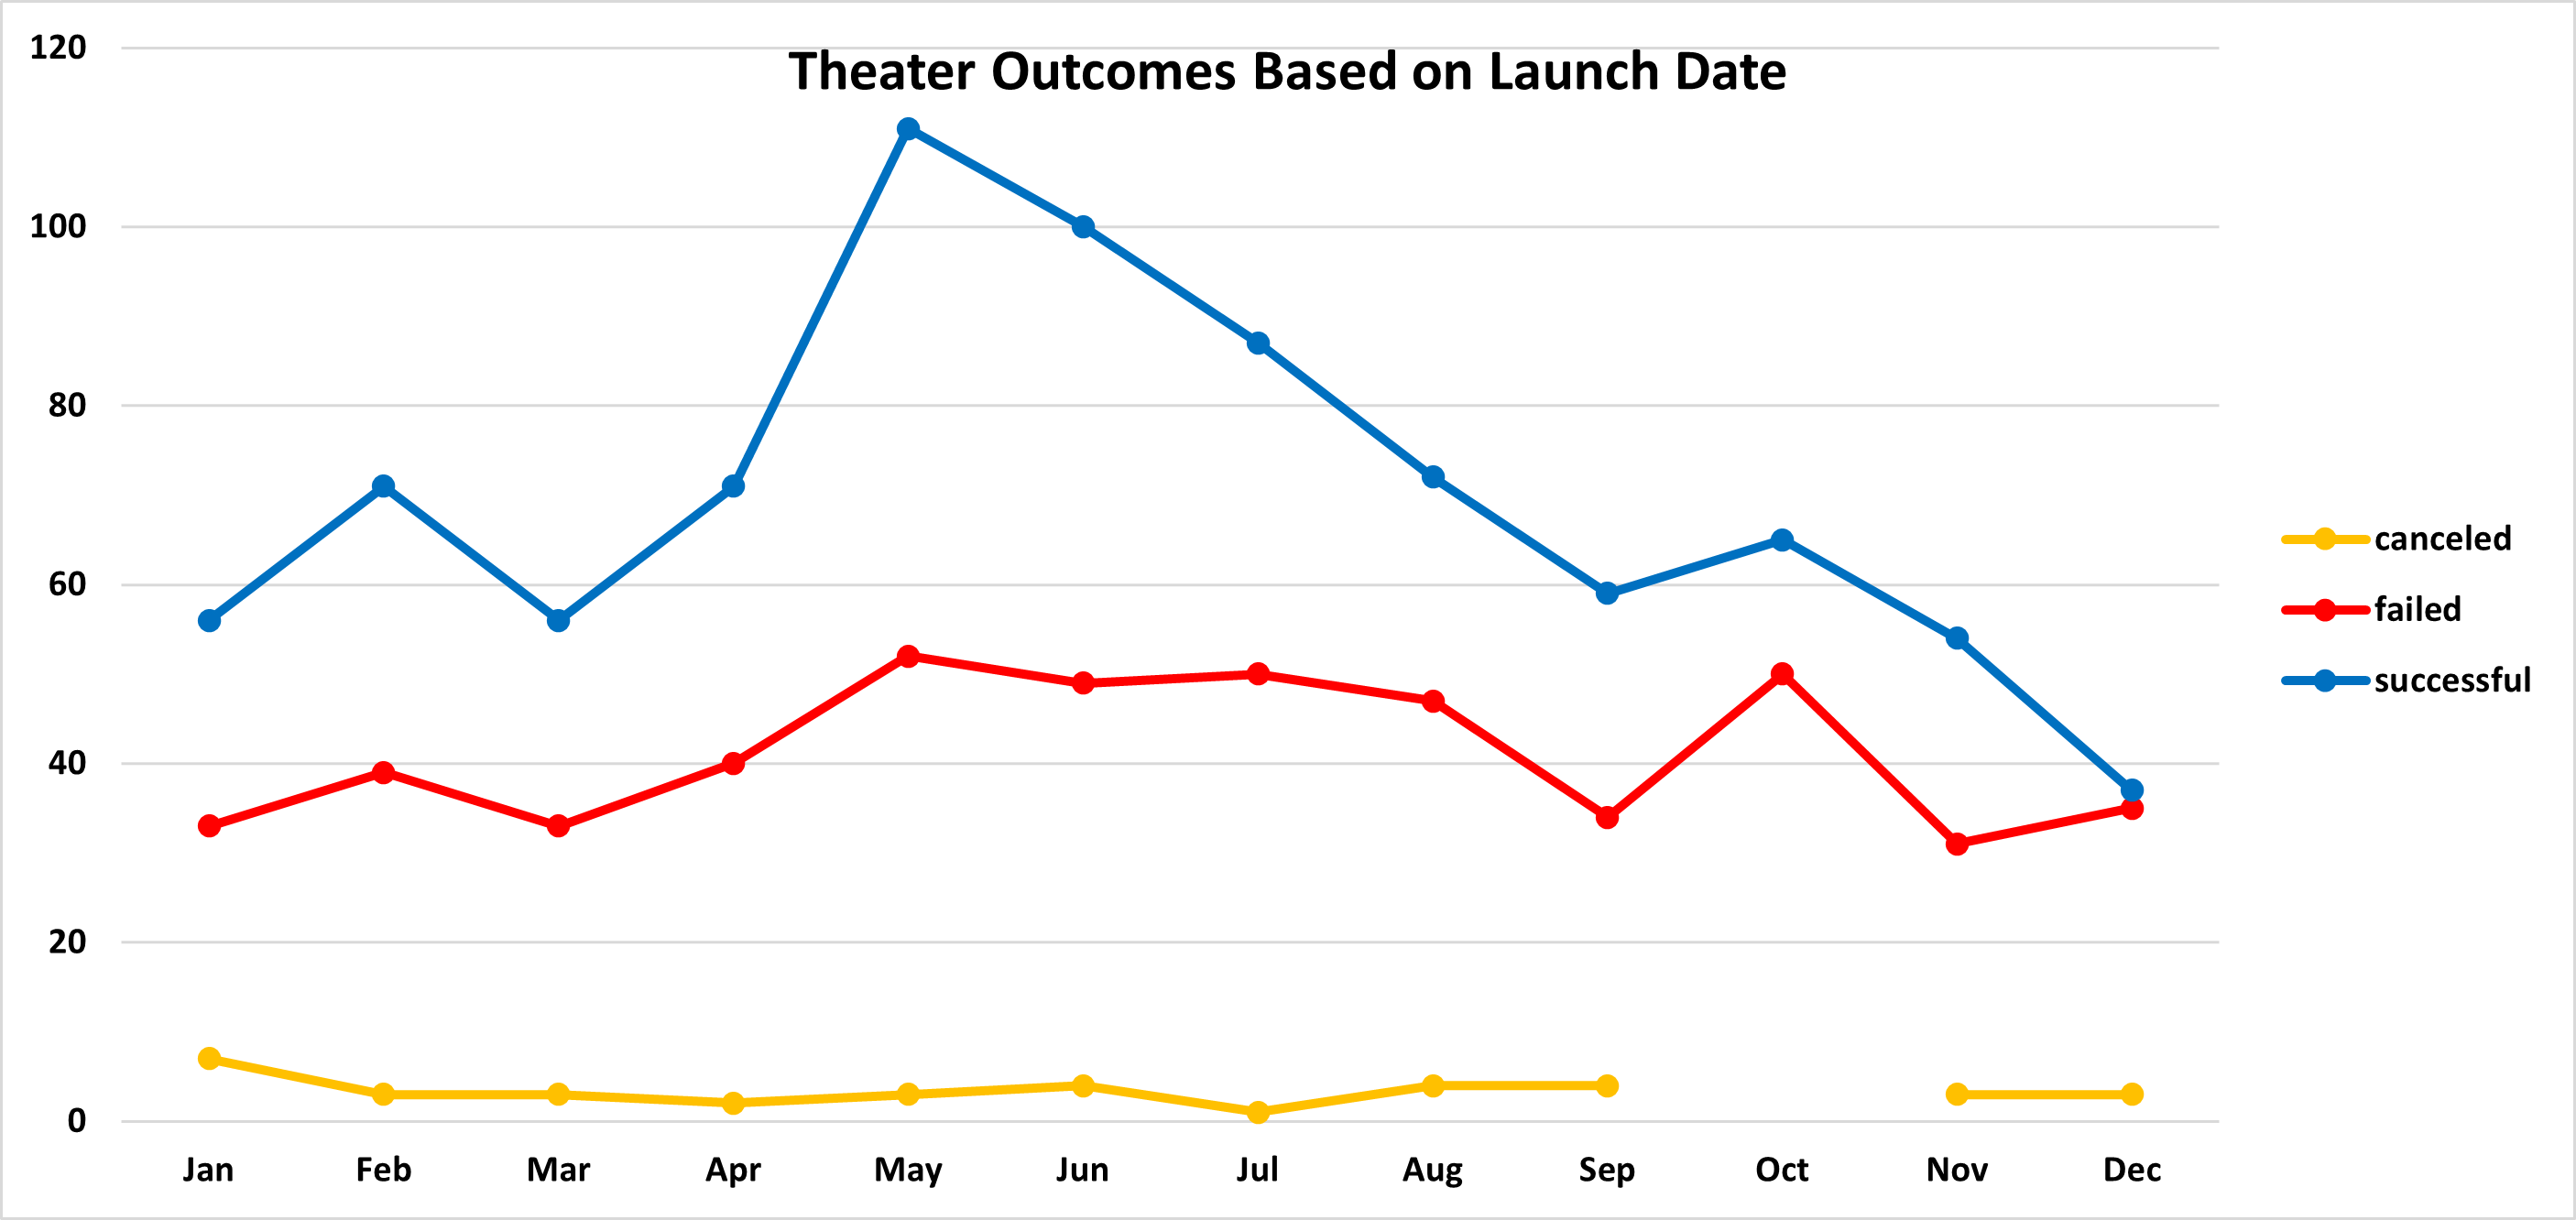 Theater Outcomes Based on Launch Date
120
100
80
60
40
20
0
Jan Feb Mar Apr May Jun Jul Aug Sep Oct Nov Dec
canceled
failed
successful